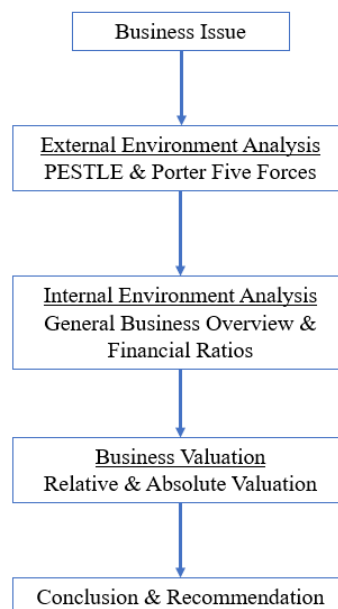 Business Issue
External Environment Analysis
PESTLE & Porter Five Forces
Internal Environment Analysis
General Business Overview &
Financial Ratios
Business Valuation
Relative & Absolute Valuation
Conclusion & Recommendation